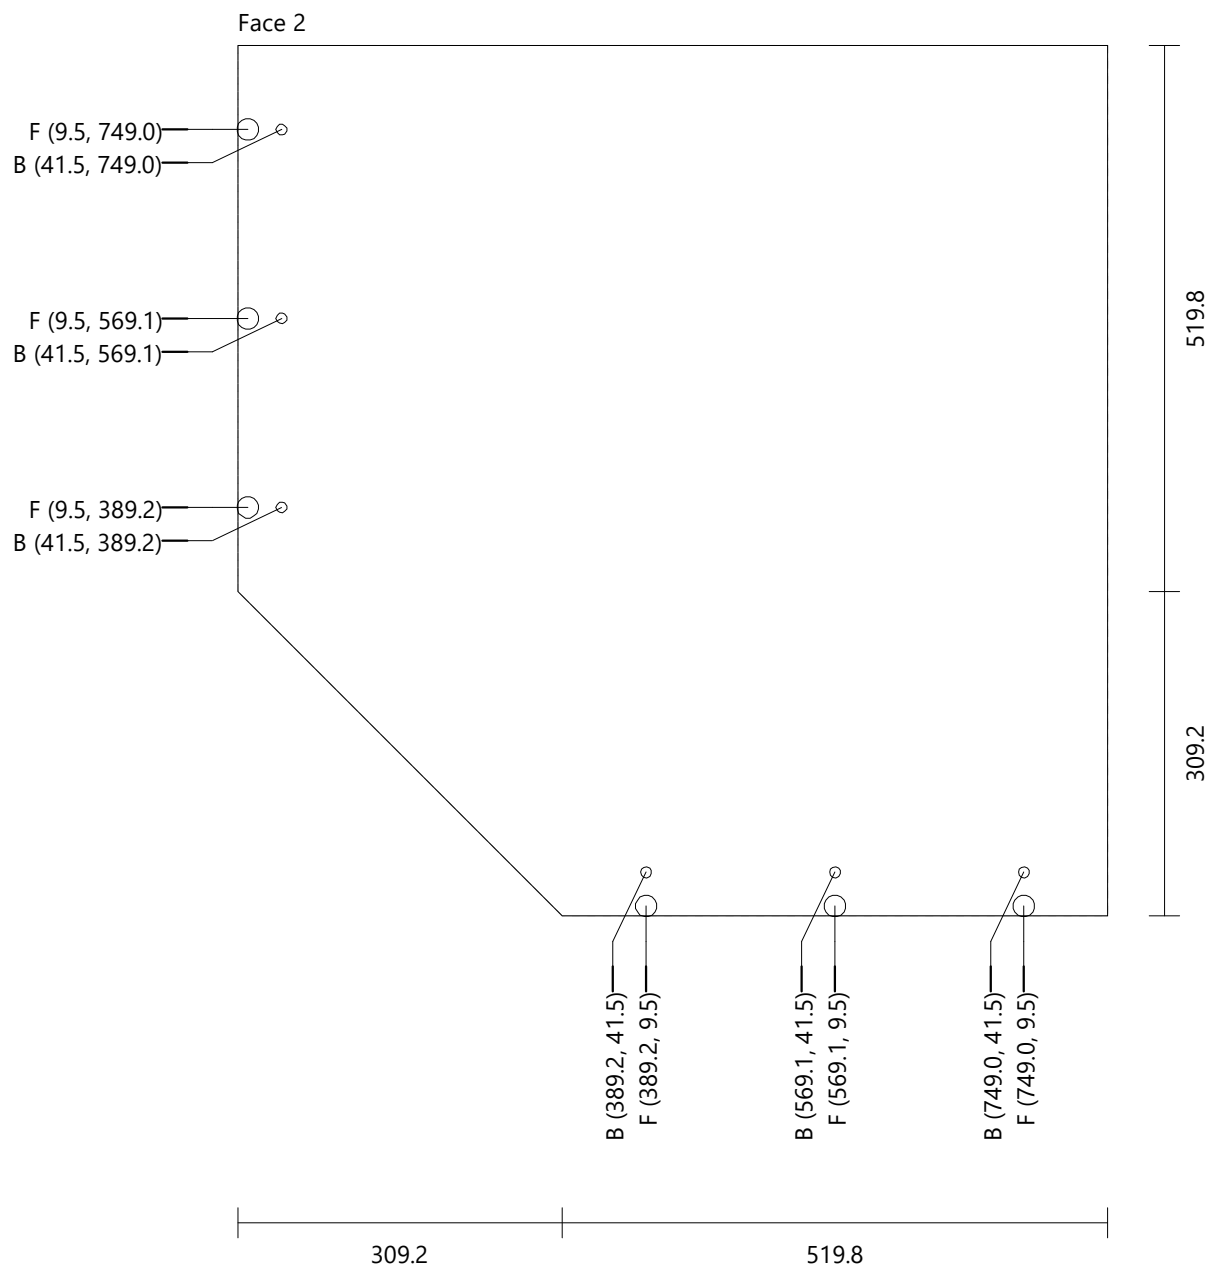 Face 2
F (9.5, 749.0)
B (41.5, 749.0)
F (9.5, 569.1)
B (41.5, 569.1)
F (9.5, 389.2)
B (41.5, 389.2)
519.8
309.2
B (389.2, 41.5)
F (389.2, 9.5)
B (569.1, 41.5)
F (569.1, 9.5)
B (749.0, 41.5)
F (749.0, 9.5)
309.2
519.8